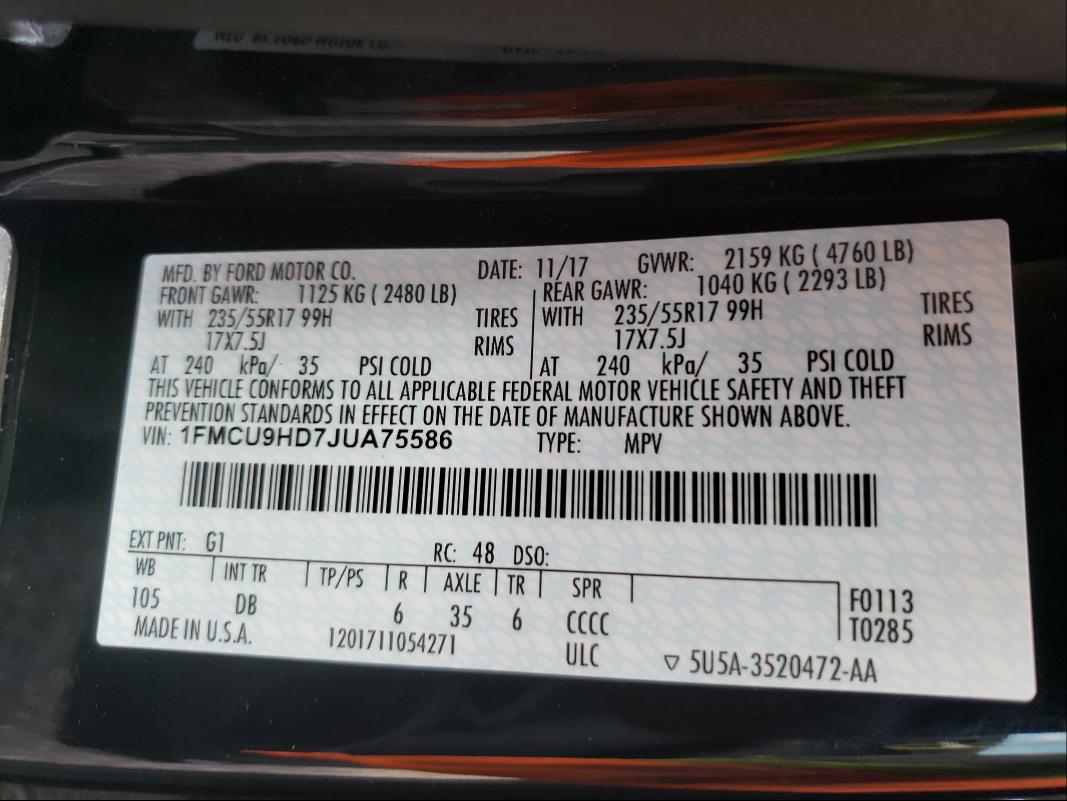 MFD. BY FORD MOTOR CO. DATE: 11/17 GVWR: 2159 KG ( 4760 LB)
FRONT GAWR: 1125 KG ( 2480 LB) REAR GAWR: 1040 KG ( 2293 LB)
WITH 235/55R17 99H TIRES WITH 235/55R17 99H TIRES
17X7.5J RIMS 17X7.5J RIMS
AT 240 kPa/ 35 PSI COLD AT 240 kPa/ 35 PSI COLD
THIS VEHICLE CONFORMS TO ALL APPLICABLE FEDERAL MOTOR VEHICLE SAFETY AND THEFT
PREVENTION STANDARDS IN EFFECT ON THE DATE OF MANUFACTURE SHOWN ABOVE.
VIN: 1FMCU9HD7JUA75586 TYPE: MPV
EXT PNT: G1 RC: 48 DSO:
WB INT TR TP/PS R AXLE TR SPR
105 DB 6 35 6 CCCC F0113
T0285
MADE IN U.S.A. 1201711054271 ULC ▽ 5U5A-3520472-AA